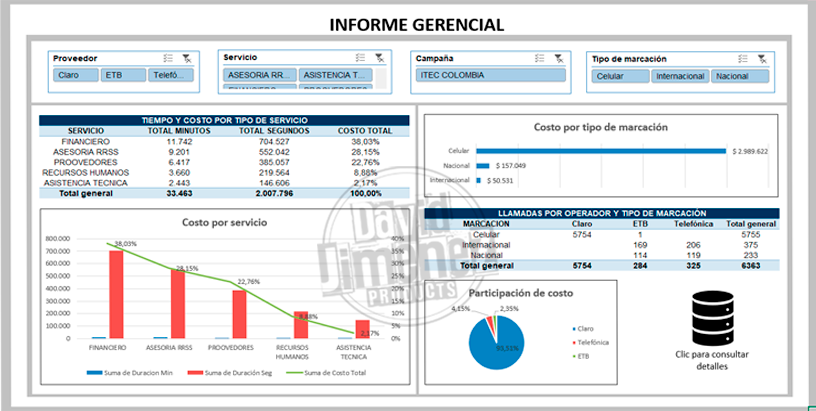 INFORME GERENCIAL
Proveedor
Claro ETB Telefó...
Servicio
ASESORIA RR... ASISTENCIA T...
FINANCIERO PROOVEDORES
Campaña
ITEC COLOMBIA
Tipo de marcación
Celular Internacional Nacional
TIEMPO Y COSTO POR TIPO DE SERVICIO
SERVICIO TOTAL MINUTOS TOTAL SEGUNDOS COSTO TOTAL
FINANCIERO 11.742 704.527 38,03%
ASESORIA RRSS 9.201 552.042 28,15%
PROOVEDORES 6.417 385.057 22,76%
RECURSOS HUMANOS 3.660 219.564 8,88%
ASISTENCIA TECNICA 2.443 146.606 2,17%
Total general 33.463 2.007.796 100,00%
Costo por servicio
800.000 40%
700.000 35%
600.000 30%
500.000 25%
400.000 20%
300.000 15%
200.000 10%
100.000 5%
0 0%
38,03%
28,15%
22,76%
8,88%
2,17%
FINANCIERO ASESORIA RRSS PROOVEDORES RECURSOS HUMANOS ASISTENCIA TECNICA
Suma de Duracion Min Suma de Duración Seg Suma de Costo Total
Costo por tipo de marcación
Celular $ 2.989.622
Nacional $ 157.049
Internacional $ 50.531
LLAMADAS POR OPERADOR Y TIPO DE MARCACIÓN
MARCACION Claro ETB Telefónica Total general
Celular 5754 1 5755
Internacional 169 206 375
Nacional 114 119 233
Total general 5754 284 325 6363
Participación de costo
4,15% 2,35%
93,51%
Claro
Telefónica
ETB
Clic para consultar
detalles
David
Jimenez
PRODUCTS